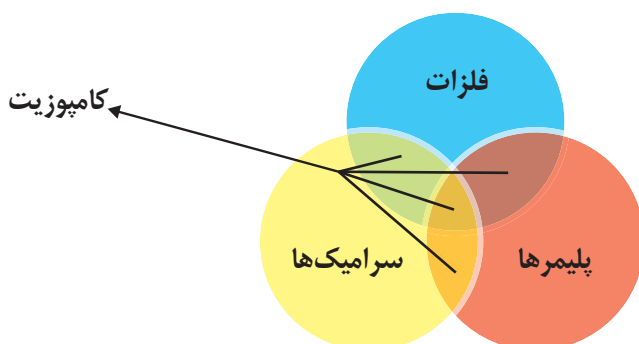 فلزات
کامپوزیت
سرامیک‌ها
پلیمرها